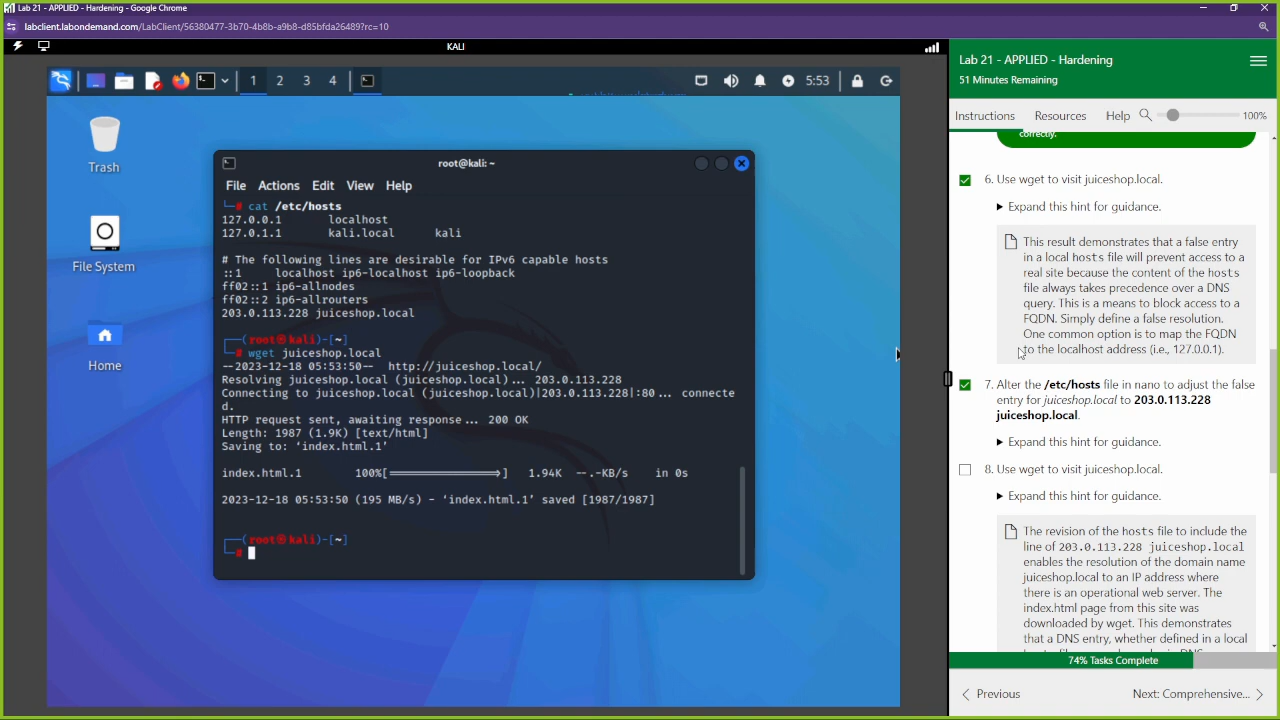 Lab 21 - APPLIED - Hardening - Google Chrome
labclient.labondemand.com/LabClient/56380477-3b70-4b8b-a9b8-d85bfda26489?rc=10
KALI
1 2 3 4
5:53
Trash
File System
Home
root@kali: ~
File Actions Edit View Help
└─# cat /etc/hosts
127.0.0.1 localhost
127.0.1.1 kali.local kali
# The following lines are desirable for IPv6 capable hosts
::1 localhost ip6-localhost ip6-loopback
ff02::1 ip6-allnodes
ff02::2 ip6-allrouters
203.0.113.228 juiceshop.local
┌──(root㉿kali)-[~]
└─# wget juiceshop.local
--2023-12-18 05:53:50-- http://juiceshop.local/
Resolving juiceshop.local (juiceshop.local)... 203.0.113.228
Connecting to juiceshop.local (juiceshop.local)|203.0.113.228|:80... connecte
d.
HTTP request sent, awaiting response... 200 OK
Length: 1987 (1.9K) [text/html]
Saving to: ‘index.html.1’
index.html.1 100%[===================>] 1.94K --.-KB/s in 0s
2023-12-18 05:53:50 (195 MB/s) - ‘index.html.1’ saved [1987/1987]
┌──(root㉿kali)-[~]
└─#
Lab 21 - APPLIED - Hardening
51 Minutes Remaining
Instructions Resources Help 100%
correctly.
6. Use wget to visit juiceshop.local.
Expand this hint for guidance.
This result demonstrates that a false entry
in a local hosts file will prevent access to a
real site because the content of the hosts
file always takes precedence over a DNS
query. This is a means to block access to a
FQDN. Simply define a false resolution.
One common option is to map the FQDN
to the localhost address (i.e., 127.0.0.1).
7. Alter the /etc/hosts file in nano to adjust the false
entry for juiceshop.local to 203.0.113.228
juiceshop.local.
Expand this hint for guidance.
8. Use wget to visit juiceshop.local.
Expand this hint for guidance.
The revision of the hosts file to include the
line of 203.0.113.228 juiceshop.local
enables the resolution of the domain name
juiceshop.local to an IP address where
there is an operational web server. The
index.html page from this site was
downloaded by wget. This demonstrates
that a DNS entry, whether defined in a local
74% Tasks Complete
Previous
Next: Comprehensive...